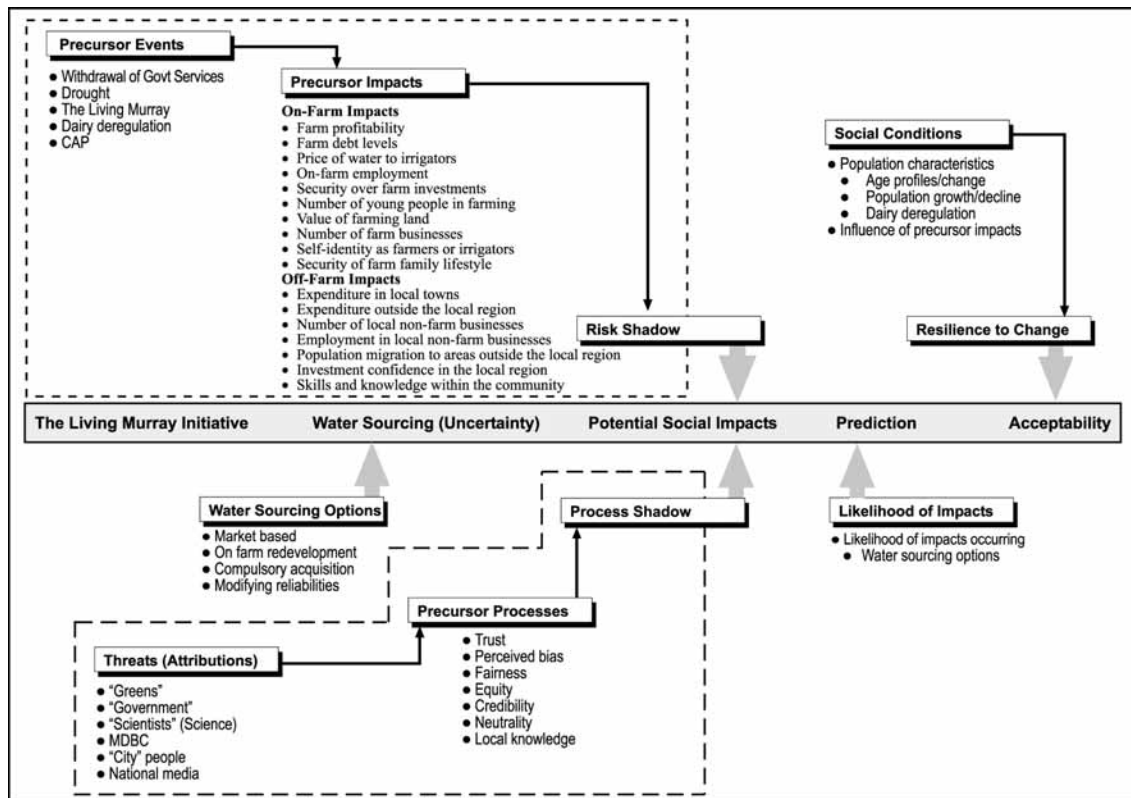 Precursor Events
● Withdrawal of Govt Services
● Drought
● The Living Murray
● Dairy deregulation
● CAP
Precursor Impacts
On-Farm Impacts
• Farm profitability
• Farm debt levels
• Price of water to irrigators
• On-farm employment
• Security over farm investments
• Number of young people in farming
• Value of farming land
• Number of farm businesses
• Self-identity as farmers or irrigators
• Security of farm family lifestyle
Off-Farm Impacts
• Expenditure in local towns
• Expenditure outside the local region
• Number of local non-farm businesses
• Employment in local non-farm businesses
• Population migration to areas outside the local region
• Investment confidence in the local region
• Skills and knowledge within the community
Risk Shadow
Social Conditions
● Population characteristics
● Age profiles/change
● Population growth/decline
● Dairy deregulation
● Influence of precursor impacts
Resilience to Change
The Living Murray Initiative Water Sourcing (Uncertainty) Potential Social Impacts Prediction Acceptability
Water Sourcing Options
● Market based
● On farm redevelopment
● Compulsory acquisition
● Modifying reliabilities
Process Shadow
Likelihood of Impacts
● Likelihood of impacts occurring
● Water sourcing options
Precursor Processes
● Trust
● Perceived bias
● Fairness
● Equity
● Credibility
● Neutrality
● Local knowledge
Threats (Attributions)
● "Greens"
● "Government"
● "Scientists" (Science)
● MDBC
● "City" people
● National media